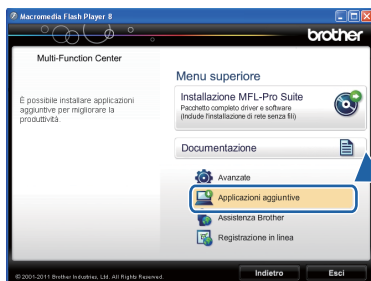 Macromedia Flash Player 8
brother
Multi-Function Center
È possibile installare applicazioni
aggiuntive per migliorare la
produttività.
Menu superiore
Installazione MFL-Pro Suite
Pacchetto completo driver e software
(Include l'installazione di rete senza fili)
Documentazione
Avanzate
Applicazioni aggiuntive
Assistenza Brother
Registrazione in linea
© 2001-2011 Brother Industries, Ltd. All Rights Reserved.
Indietro
Esci